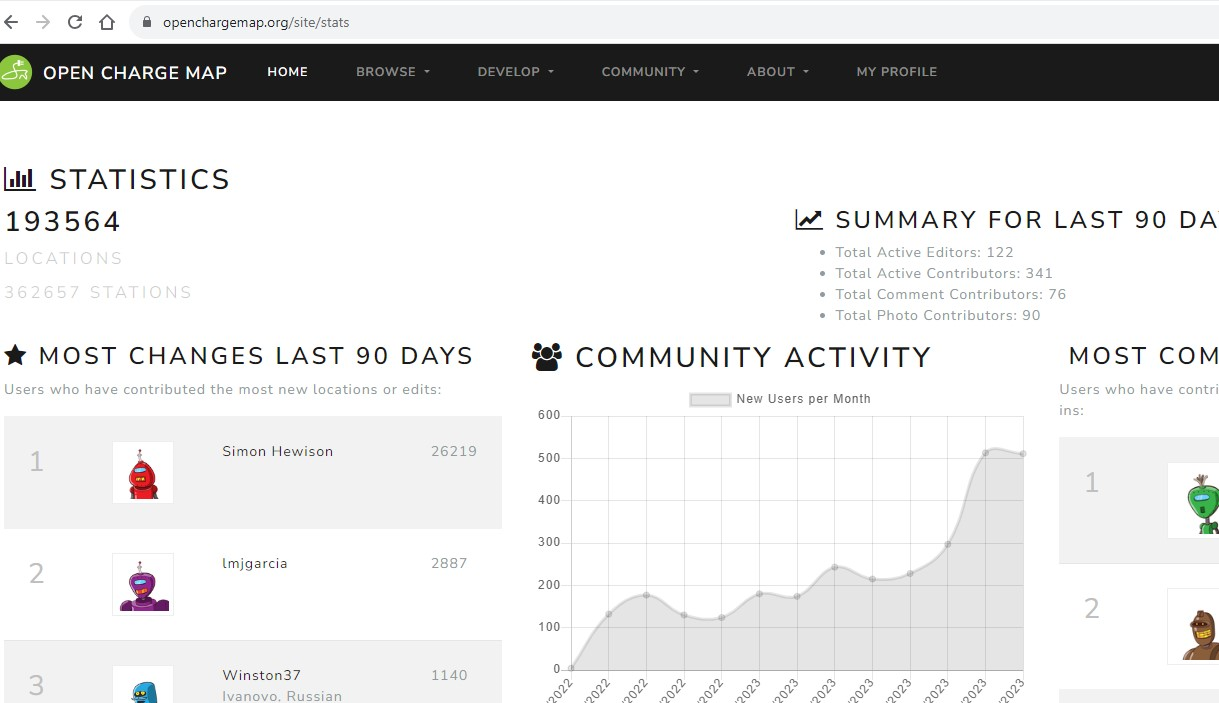 openchargemap.org/site/stats
OPEN CHARGE MAP HOME BROWSE DEVELOP COMMUNITY ABOUT MY PROFILE
STATISTICS
193564
LOCATIONS
362657 STATIONS
SUMMARY FOR LAST 90 DA
Total Active Editors: 122
Total Active Contributors: 341
Total Comment Contributors: 76
Total Photo Contributors: 90
MOST CHANGES LAST 90 DAYS
Users who have contributed the most new locations or edits:
1 Simon Hewison 26219
2 lmjgarcia 2887
3 Winston37 1140
Ivanovo, Russian
COMMUNITY ACTIVITY
New Users per Month
600
500
400
300
200
100
0
/2022 /2022 /2022 /2022 /2022 /2023 /2023 /2023 /2023 /2023 /2023 /2023 /2023
MOST COM
Users who have contri
ins:
1
2